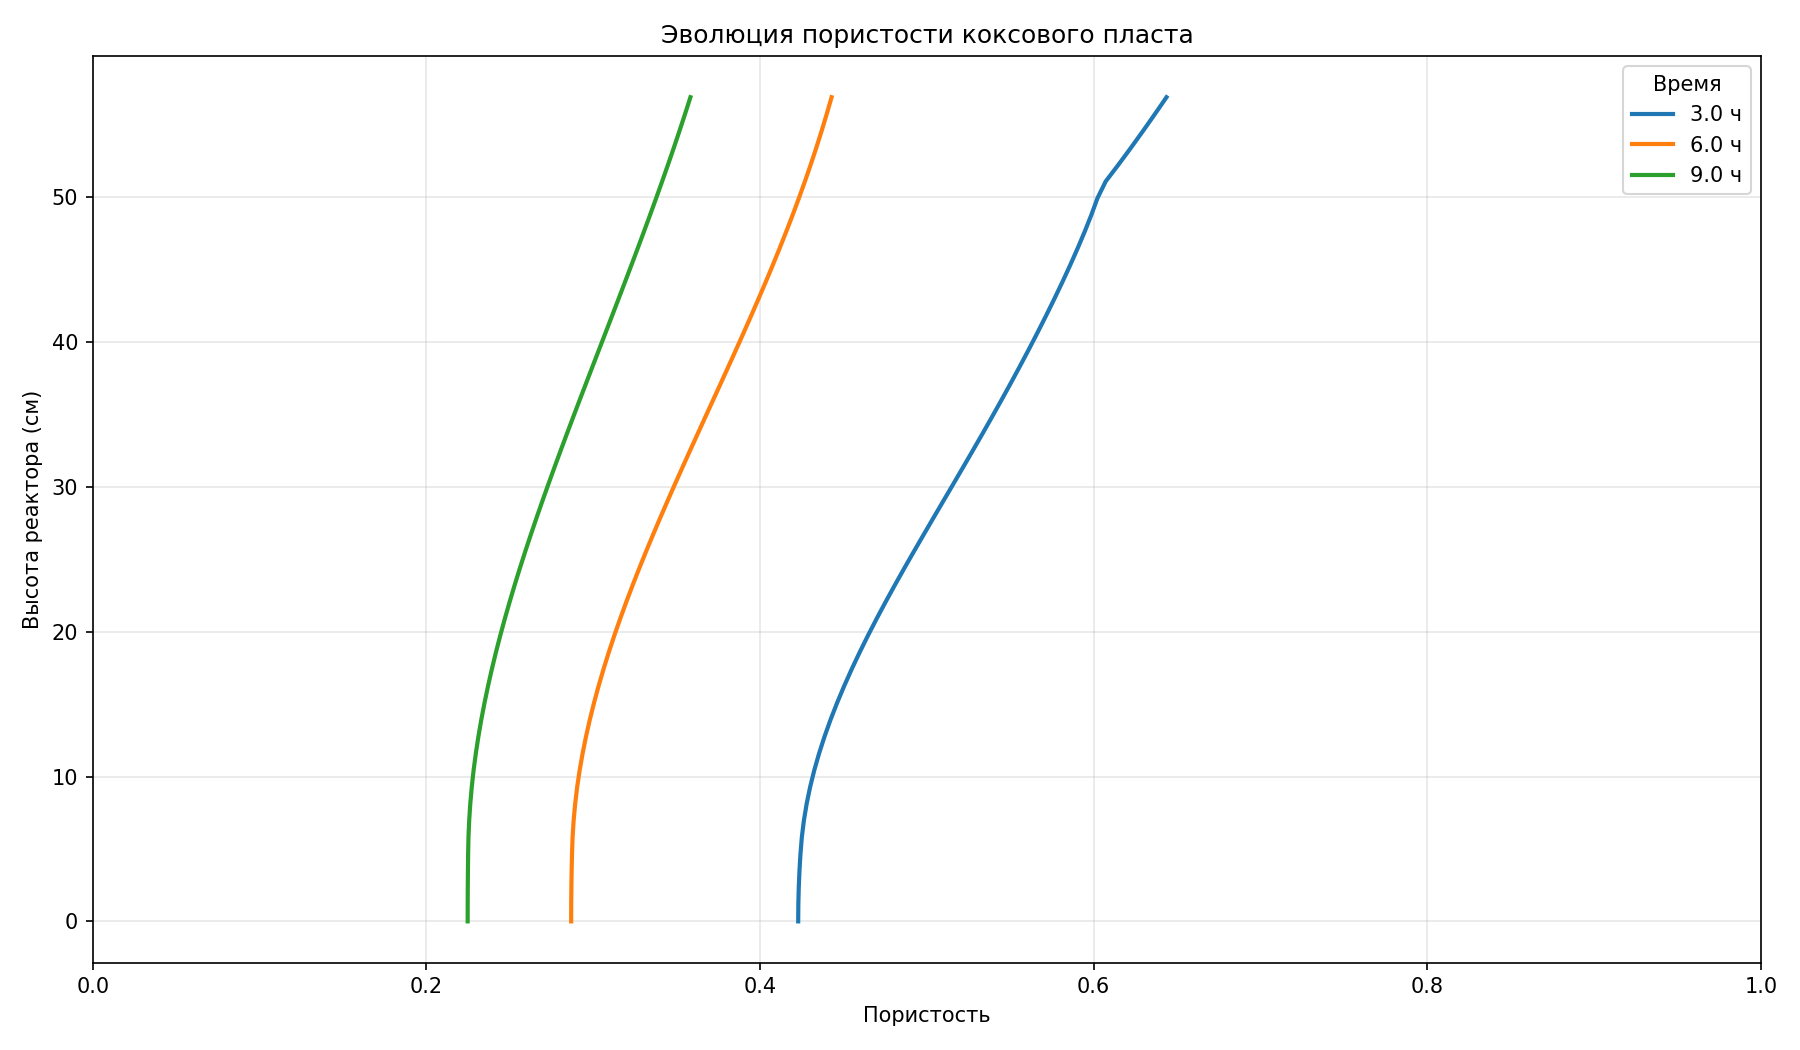 Эволюция пористости коксового пласта
Время
3.0 ч
6.0 ч
9.0 ч
Высота реактора (см)
50
40
30
20
10
0
0.0 0.2 0.4 0.6 0.8 1.0
Пористость